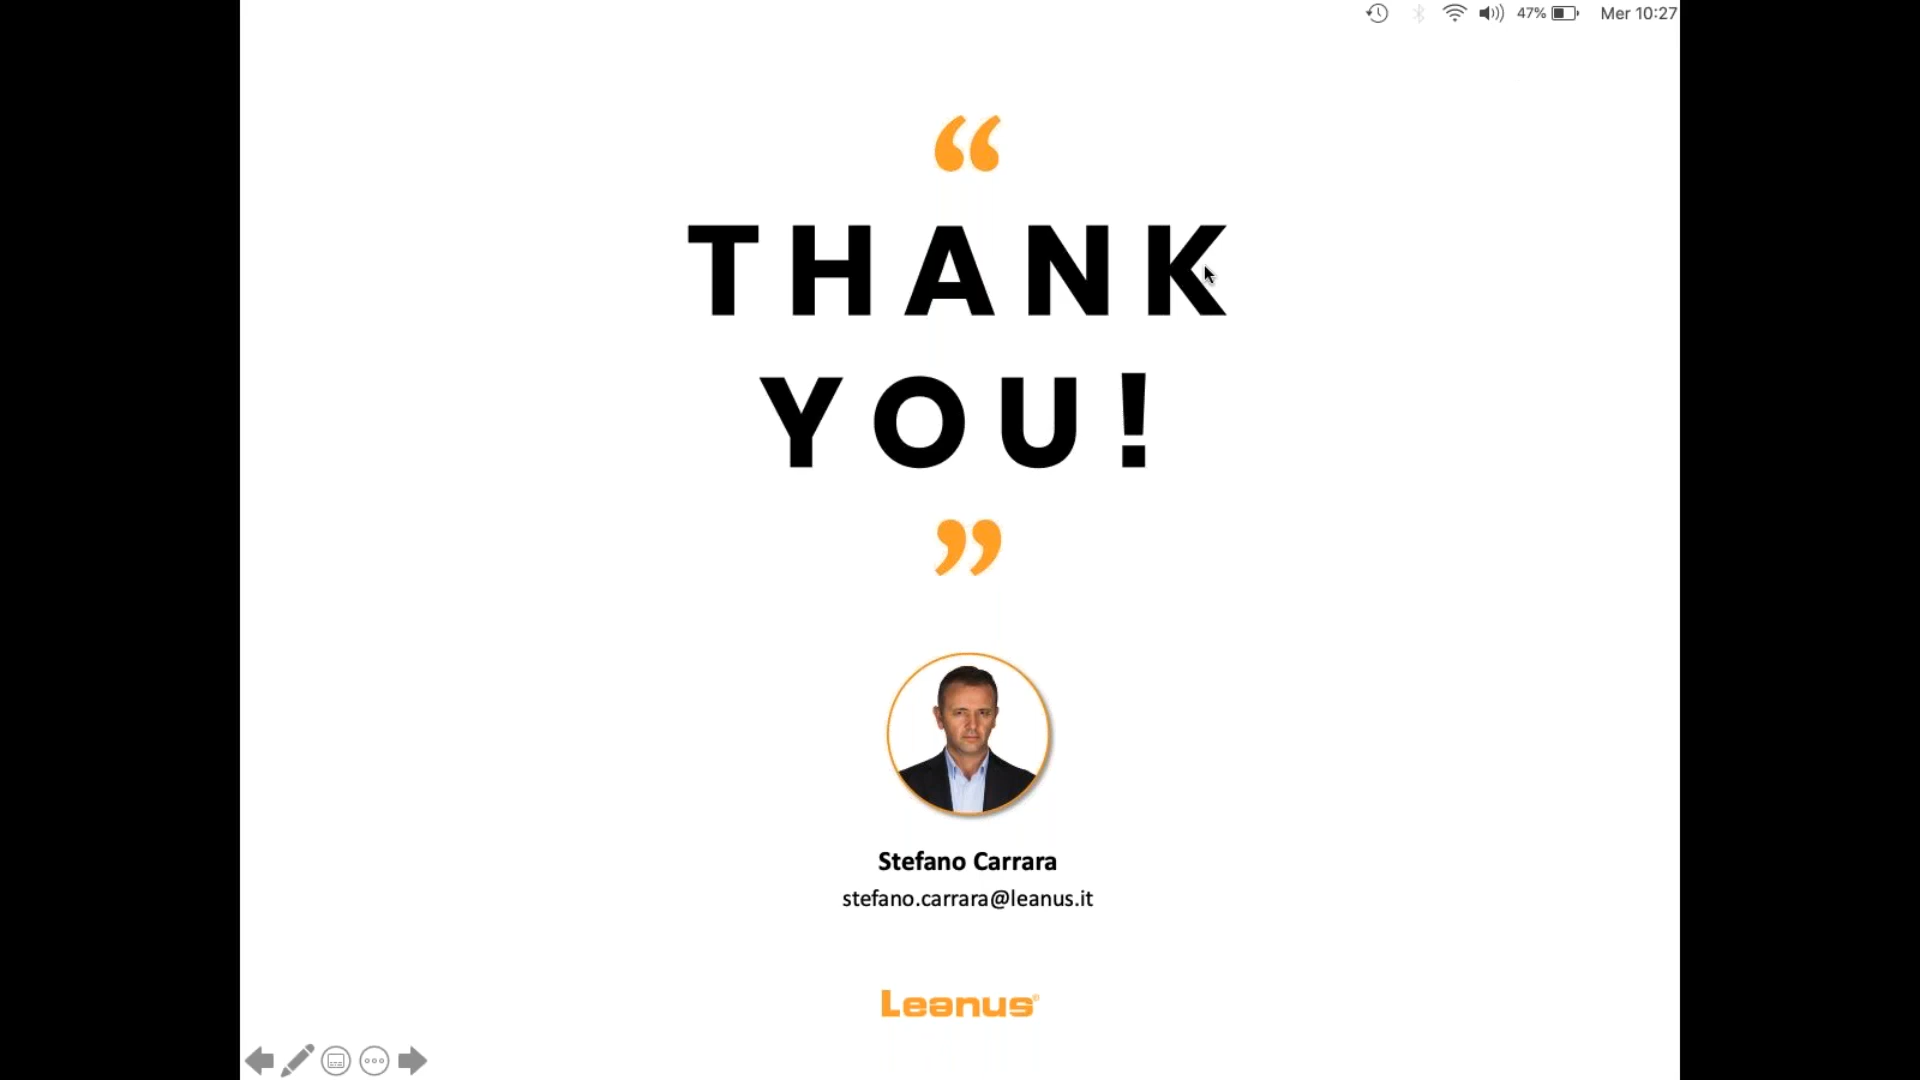 47% Mer 10:27
“
THANK
YOU!
”
Stefano Carrara
stefano.carrara@leanus.it
Leanus®